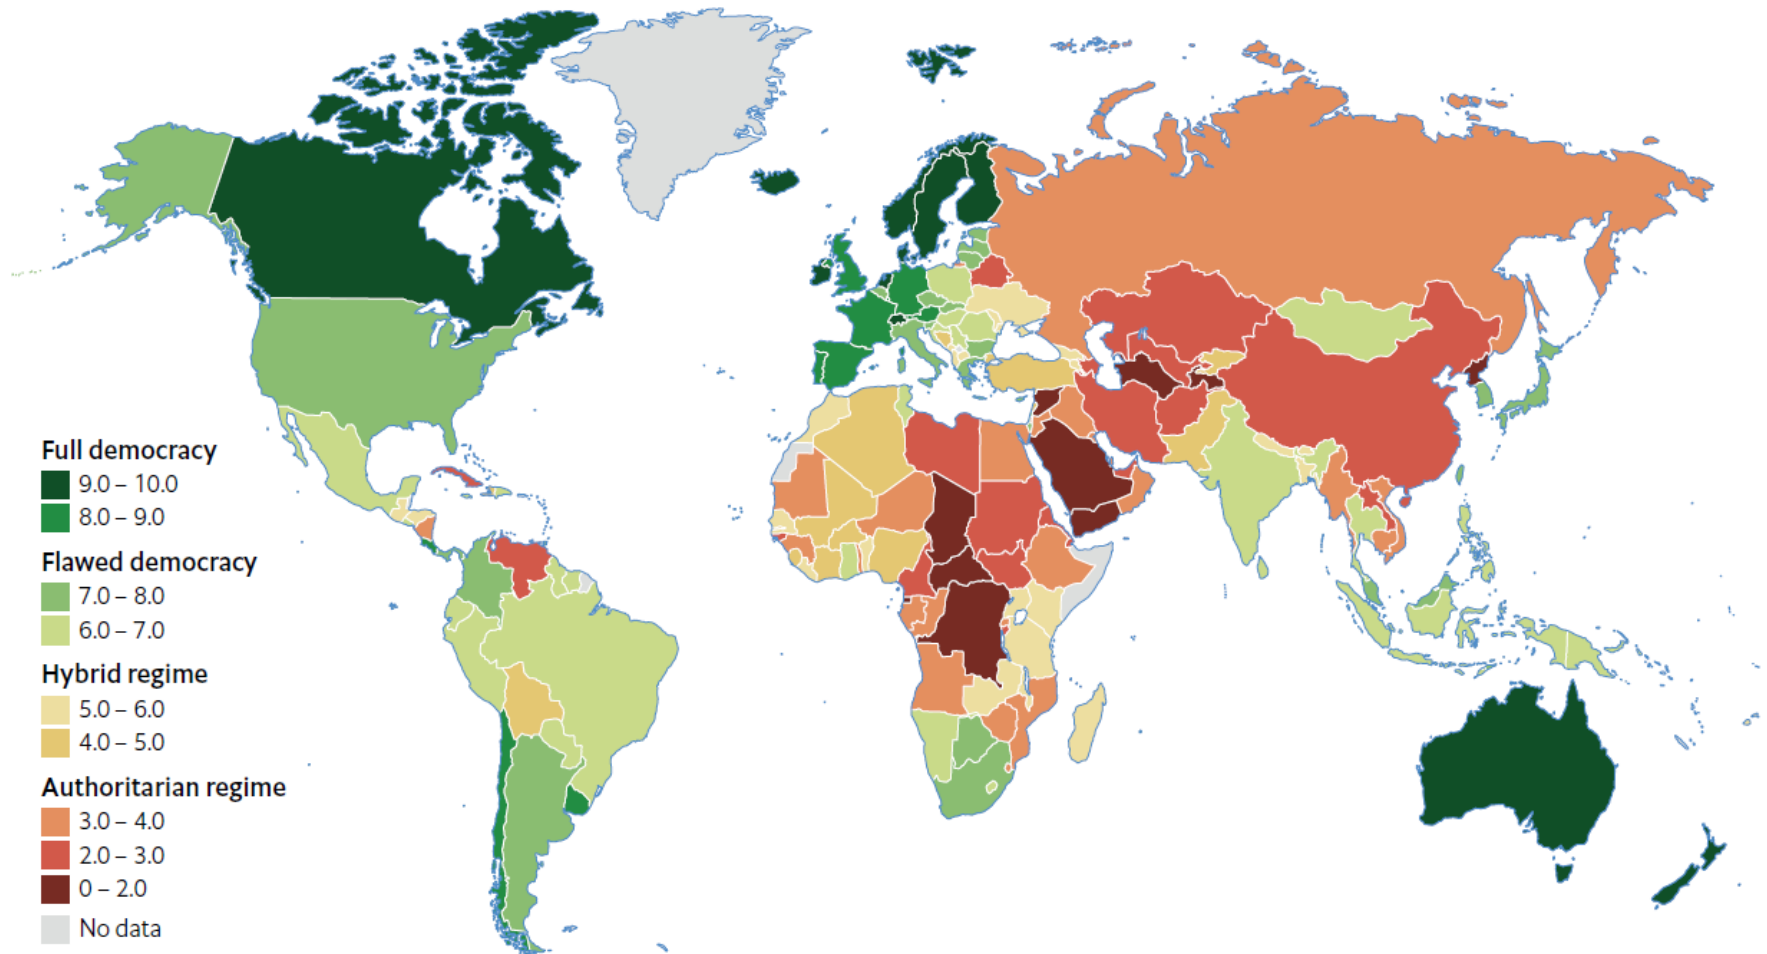 Full democracy
9.0 – 10.0
8.0 – 9.0
Flawed democracy
7.0 – 8.0
6.0 – 7.0
Hybrid regime
5.0 – 6.0
4.0 – 5.0
Authoritarian regime
3.0 – 4.0
2.0 – 3.0
0 – 2.0
No data